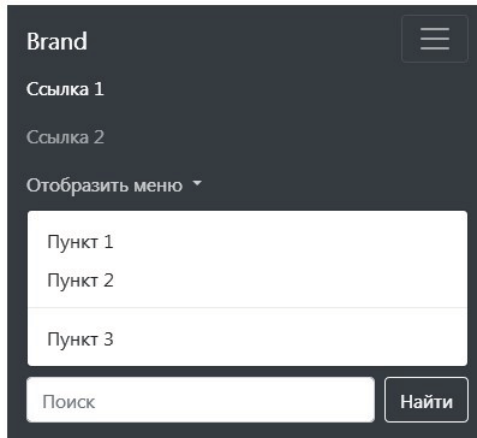 Brand
Ссылка 1
Ссылка 2
Отобразить меню
Пункт 1
Пункт 2
Пункт 3
Поиск Найти